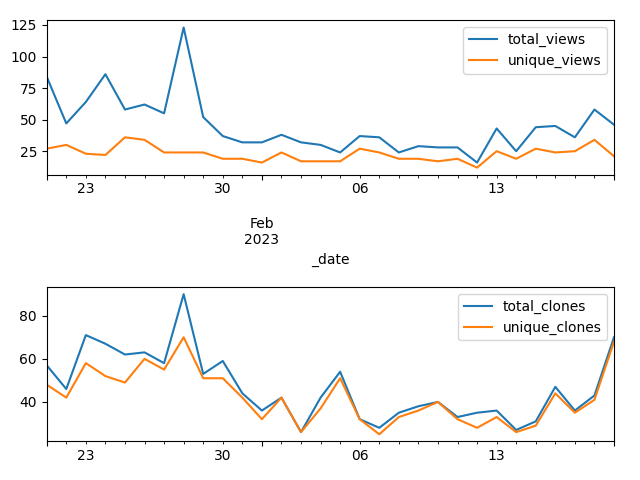 125
100
75
50
25
total_views
unique_views
23
30
06
13
Feb
2023
_date
80
60
40
total_clones
unique_clones
23
30
06
13